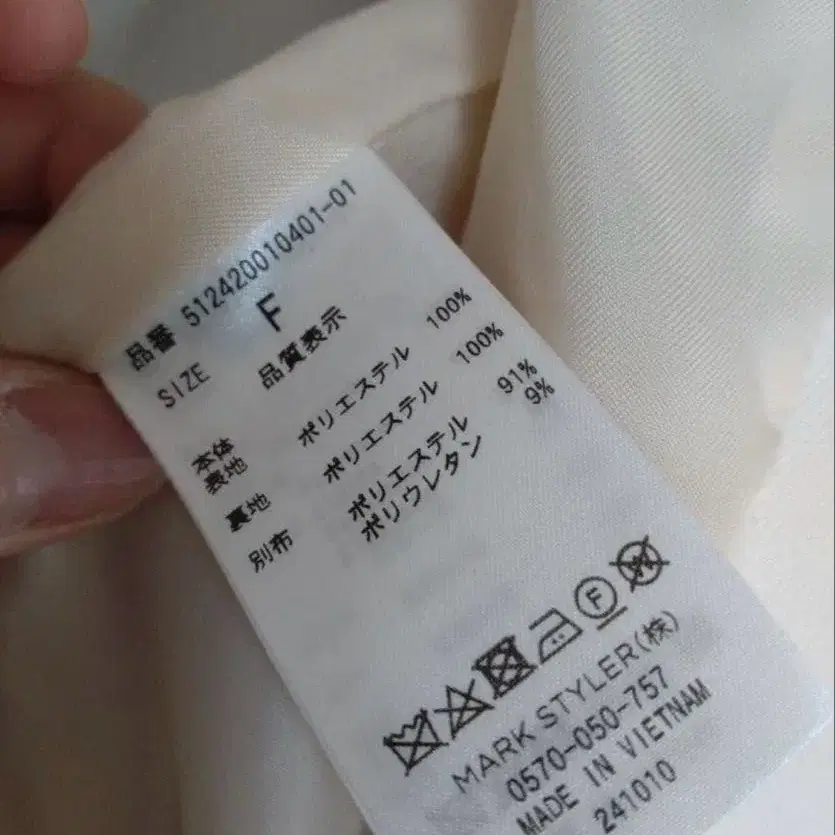 品番 512420010401-01
SIZE F
品質表示
本体
表地 ポリエステル 100%
裏地 ポリエステル 100%
別布 ポリエステル 91%
ポリウレタン 9%
F W
MARK STYLER(株)
0570-050-757
MADE IN VIETNAM
241010